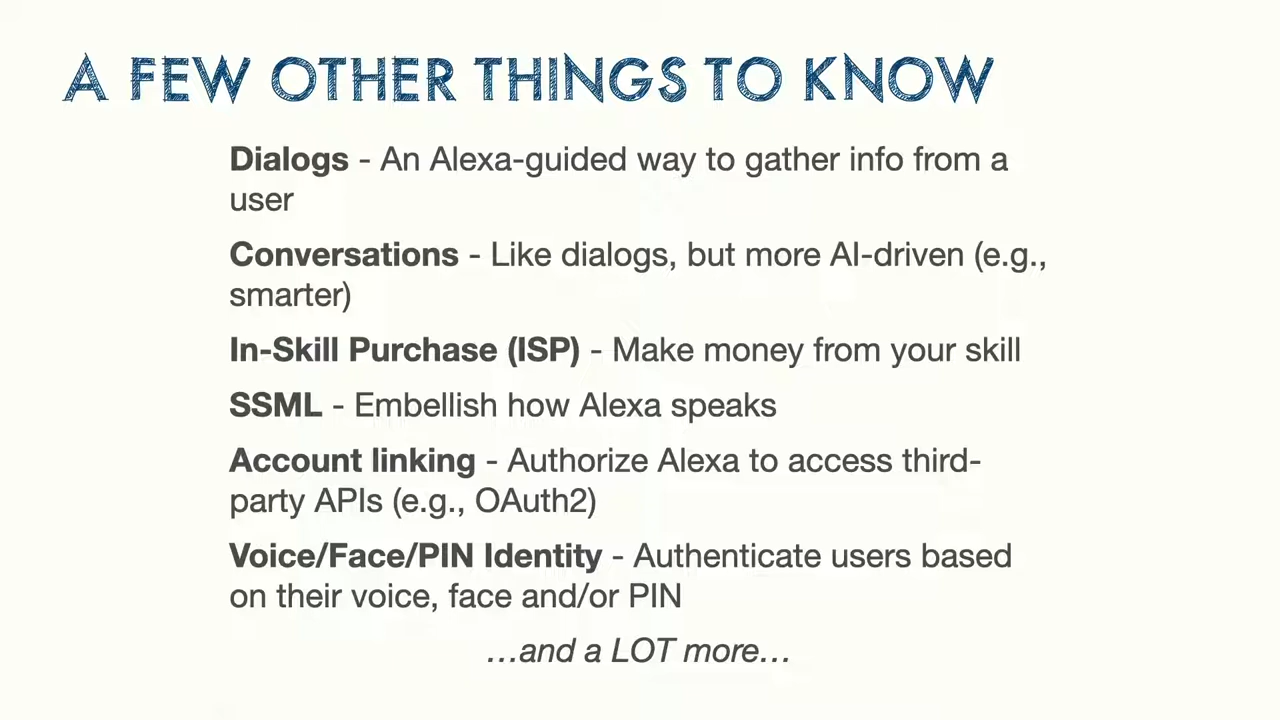 A FEW OTHER THINGS TO KNOW
Dialogs - An Alexa-guided way to gather info from a
user
Conversations - Like dialogs, but more AI-driven (e.g.,
smarter)
In-Skill Purchase (ISP) - Make money from your skill
SSML - Embellish how Alexa speaks
Account linking - Authorize Alexa to access third-
party APIs (e.g., OAuth2)
Voice/Face/PIN Identity - Authenticate users based
on their voice, face and/or PIN
…and a LOT more…